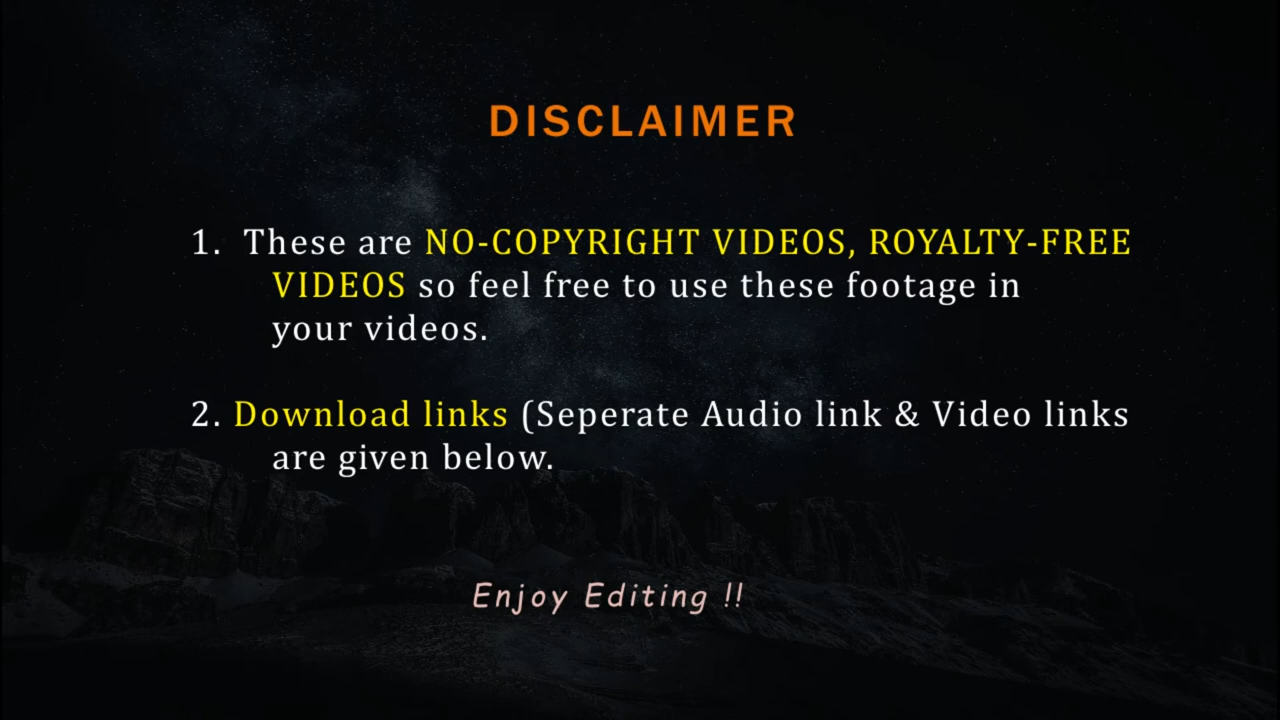 DISCLAIMER
1. These are NO-COPYRIGHT VIDEOS, ROYALTY-FREE
VIDEOS so feel free to use these footage in
your videos.
2. Download links (Seperate Audio link & Video links
are given below.
Enjoy Editing !!